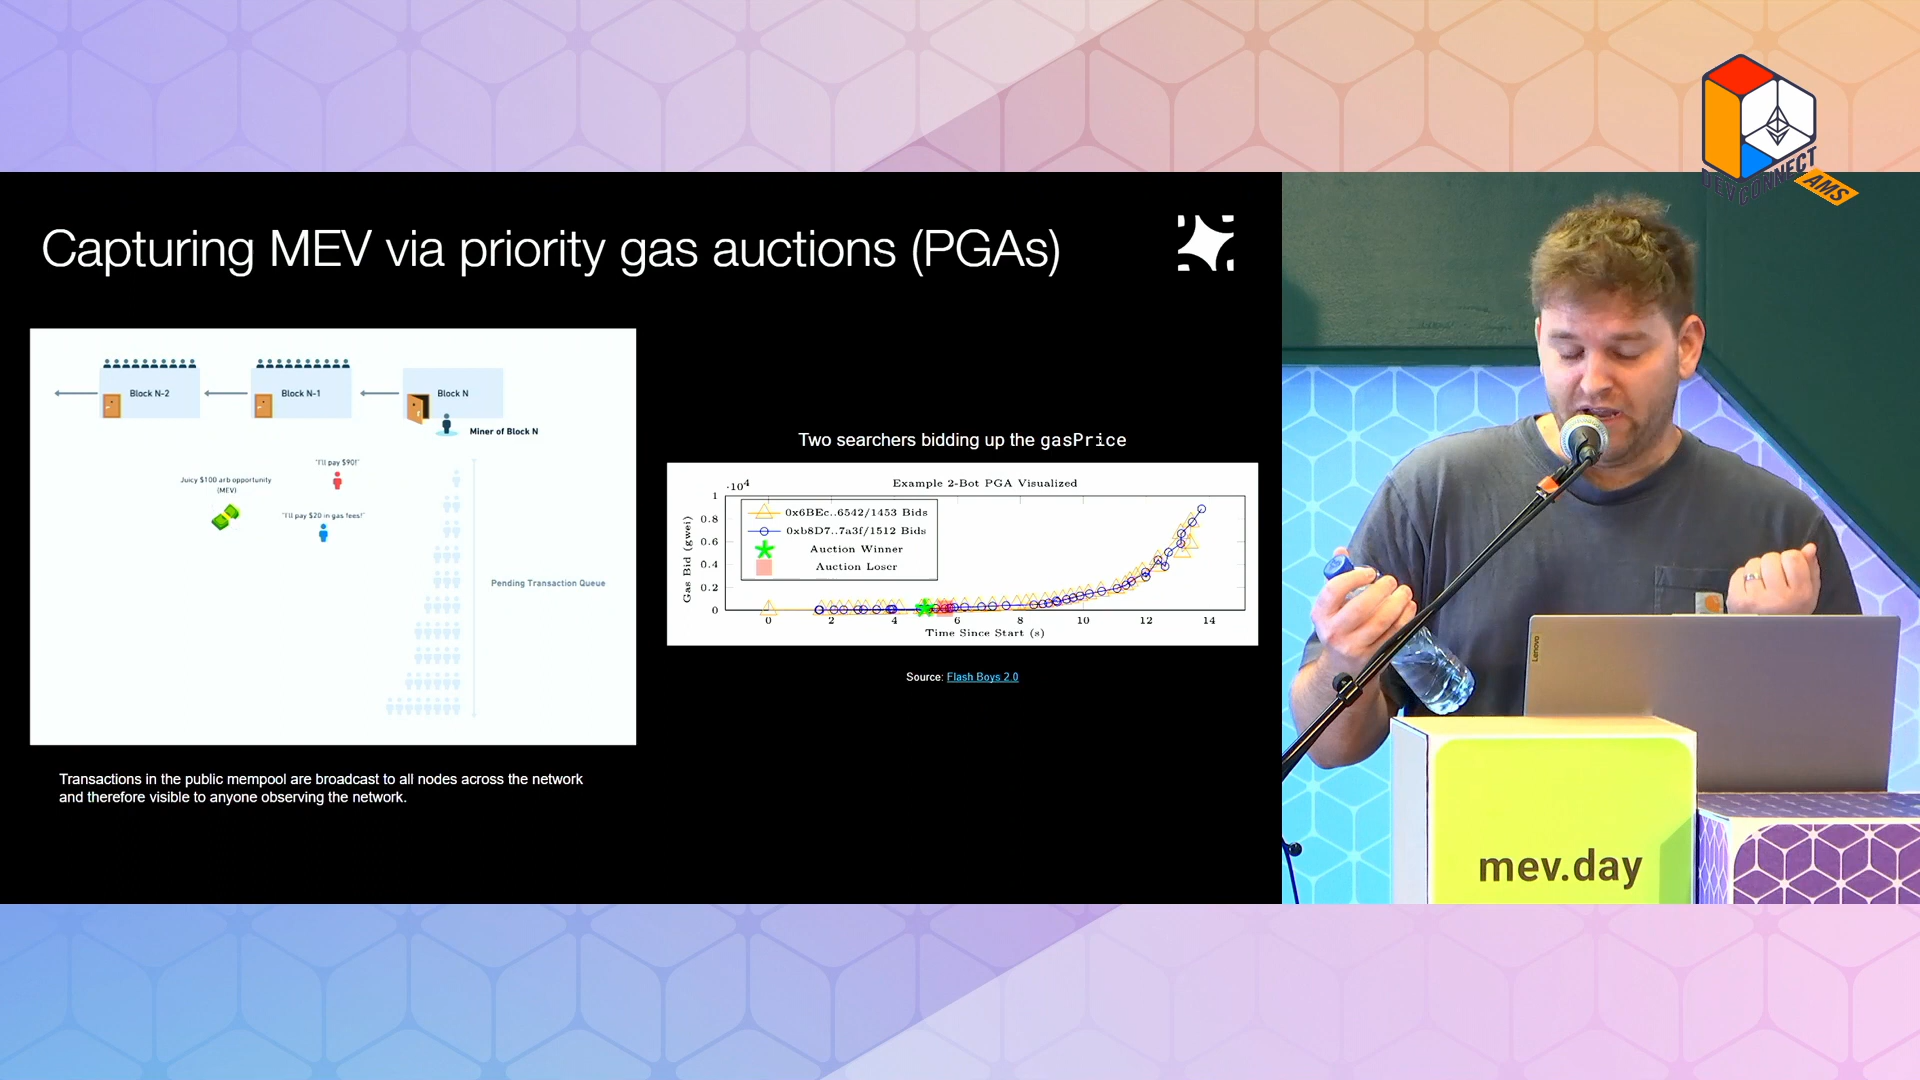 DEVCONNECT
AMS
Capturing MEV via priority gas auctions (PGAs)
Block N-2
Block N-1
Block N
Miner of Block N
"I'll pay $90!"
Juicy $100 arb opportunity
(MEV)
"I'll pay $20 in gas fees!"
Pending Transaction Queue
Transactions in the public mempool are broadcast to all nodes across the network
and therefore visible to anyone observing the network.
Two searchers bidding up the gasPrice
Example 2-Bot PGA Visualized
·10⁴
1
0.8
0.6
0.4
0.2
0
Gas Bid (gwei)
0x6BEc..6542/1453 Bids
0xb8D7..7a3f/1512 Bids
Auction Winner
Auction Loser
0 2 4 6 8 10 12 14
Time Since Start (s)
Source: Flash Boys 2.0
Lenovo
mev.day